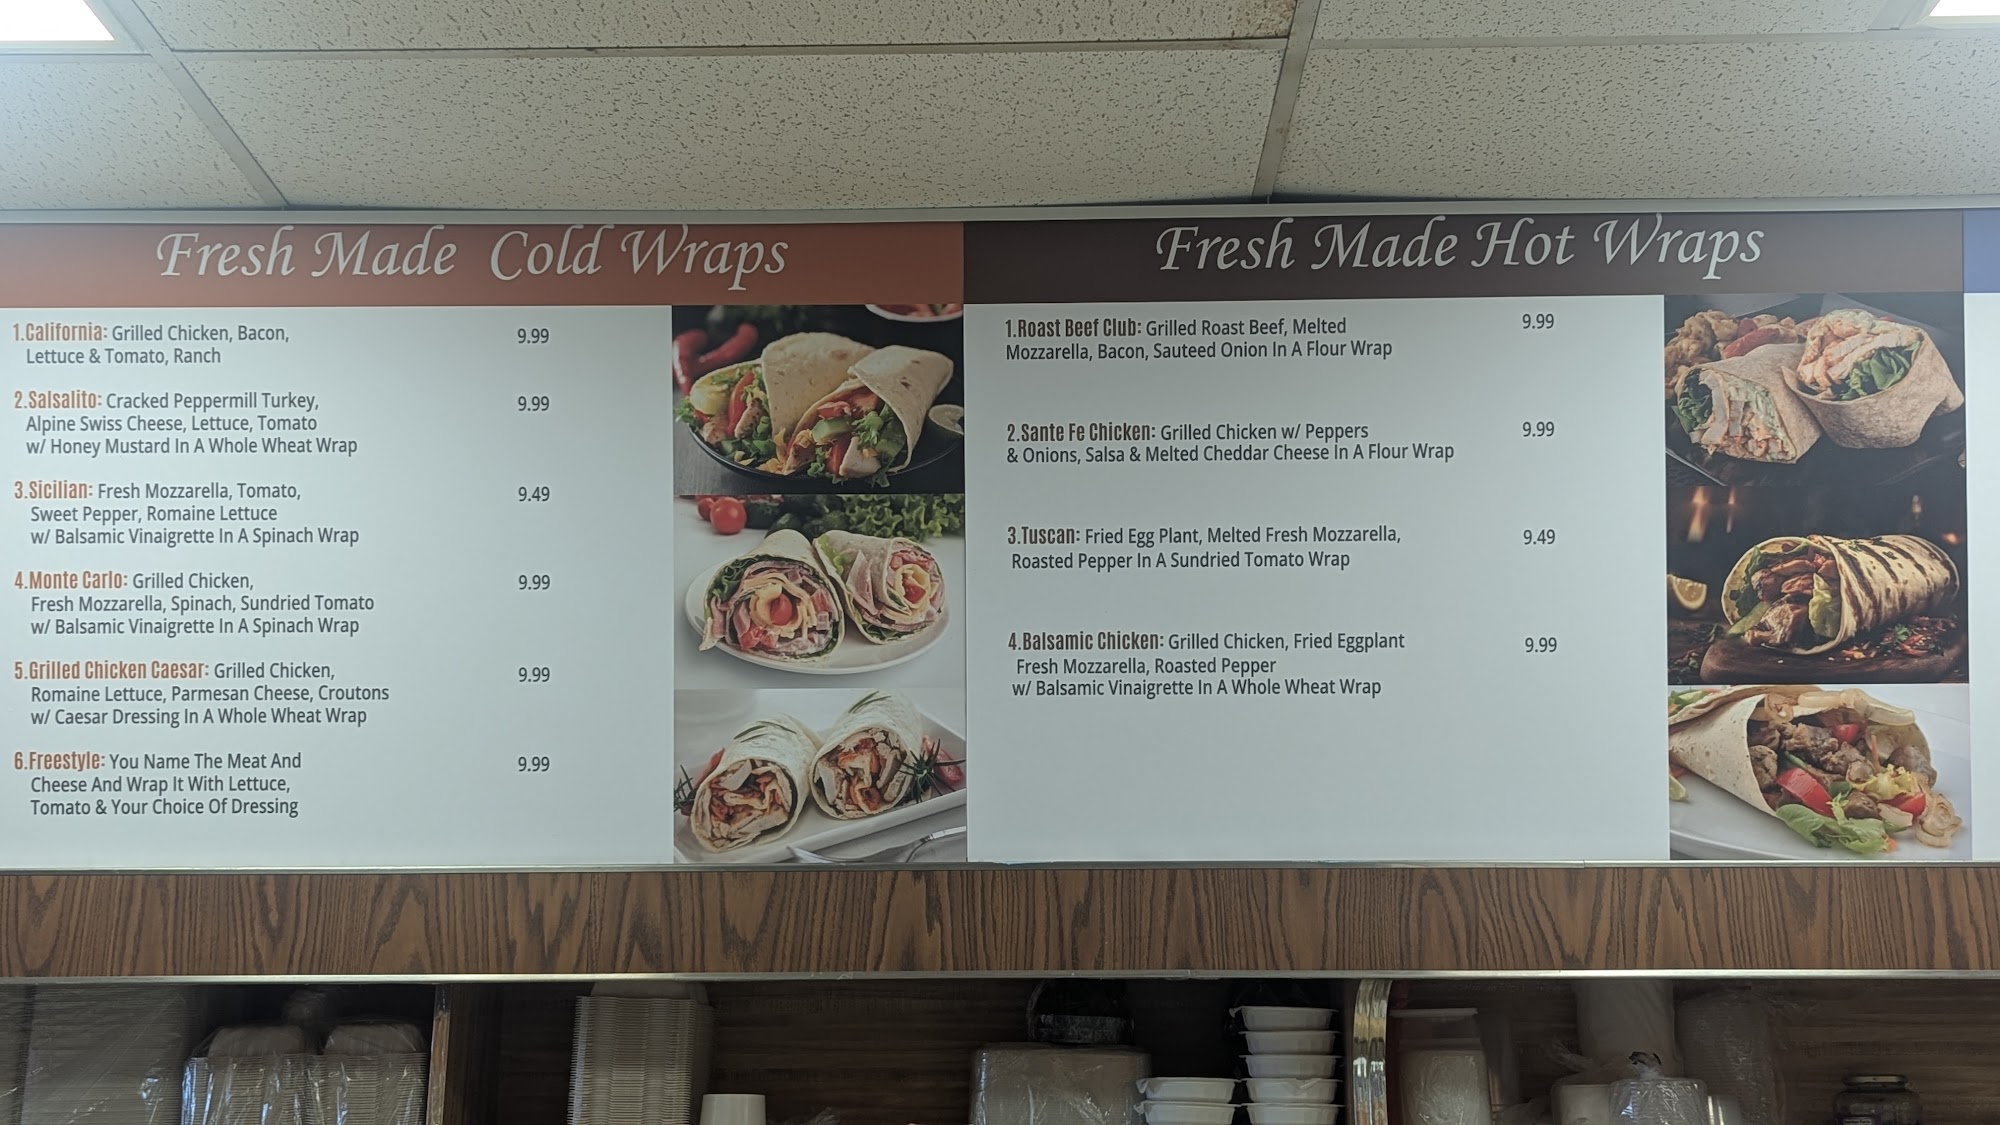 Fresh Made Cold Wraps
1.California: Grilled Chicken, Bacon,
Lettuce & Tomato, Ranch
9.99
2.Salsalito: Cracked Peppermill Turkey,
Alpine Swiss Cheese, Lettuce, Tomato
w/ Honey Mustard In A Whole Wheat Wrap
9.99
3.Sicilian: Fresh Mozzarella, Tomato,
Sweet Pepper, Romaine Lettuce
w/ Balsamic Vinaigrette In A Spinach Wrap
9.49
4.Monte Carlo: Grilled Chicken,
Fresh Mozzarella, Spinach, Sundried Tomato
w/ Balsamic Vinaigrette In A Spinach Wrap
9.99
5.Grilled Chicken Caesar: Grilled Chicken,
Romaine Lettuce, Parmesan Cheese, Croutons
w/ Caesar Dressing In A Whole Wheat Wrap
9.99
6.Freestyle: You Name The Meat And
Cheese And Wrap It With Lettuce,
Tomato & Your Choice Of Dressing
9.99
Fresh Made Hot Wraps
1.Roast Beef Club: Grilled Roast Beef, Melted
Mozzarella, Bacon, Sauteed Onion In A Flour Wrap
9.99
2.Sante Fe Chicken: Grilled Chicken w/ Peppers
& Onions, Salsa & Melted Cheddar Cheese In A Flour Wrap
9.99
3.Tuscan: Fried Egg Plant, Melted Fresh Mozzarella,
Roasted Pepper In A Sundried Tomato Wrap
9.49
4.Balsamic Chicken: Grilled Chicken, Fried Eggplant
Fresh Mozzarella, Roasted Pepper
w/ Balsamic Vinaigrette In A Whole Wheat Wrap
9.99